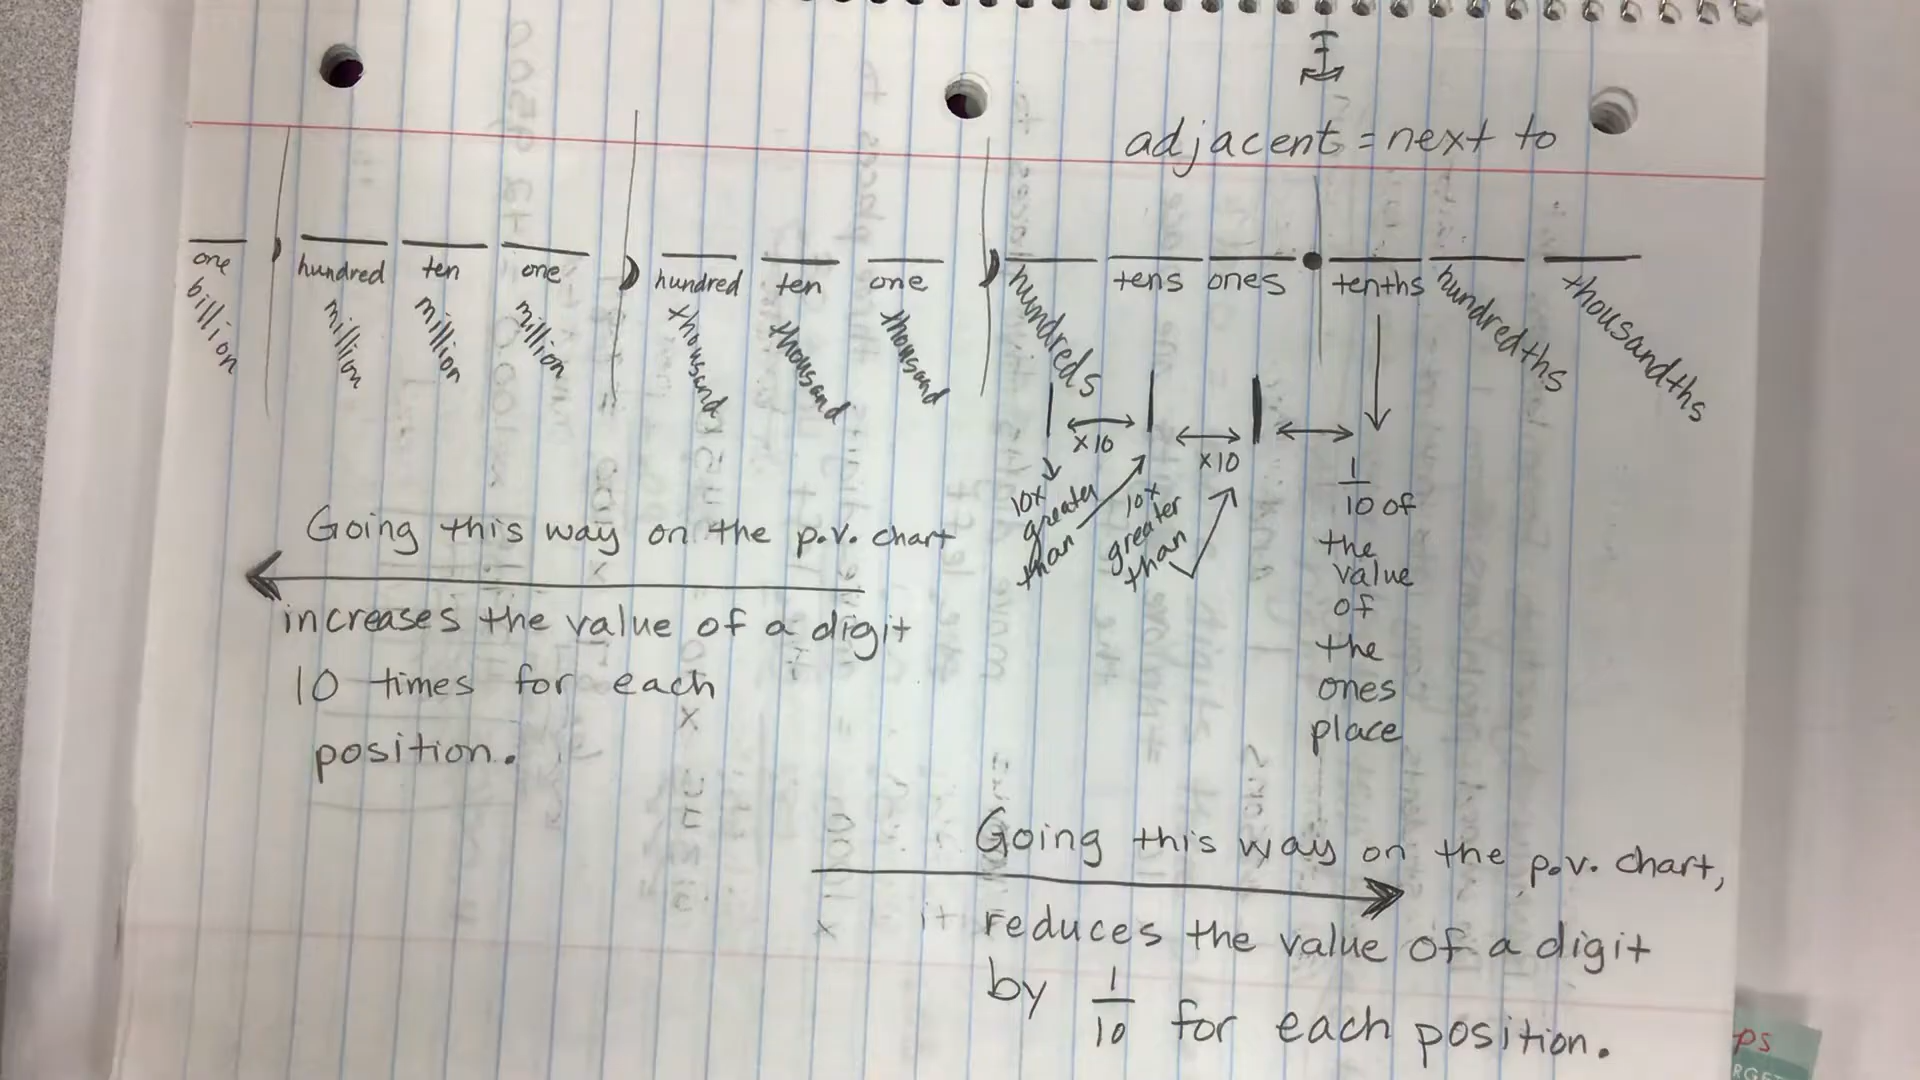 adjacent = next to
one hundred ten one hundred ten one hundreds tens ones . tenths hundredths thousandths
billion million million million thousand thousand thousand
x10 x10
10x greater than 10x greater than
1/10 of
the
value
of
the
ones
place
Going this way on the p.v. chart
increases the value of a digit
10 times for each
position.
Going this way on the p.v. chart,
it reduces the value of a digit
by 1/10 for each position.
ps